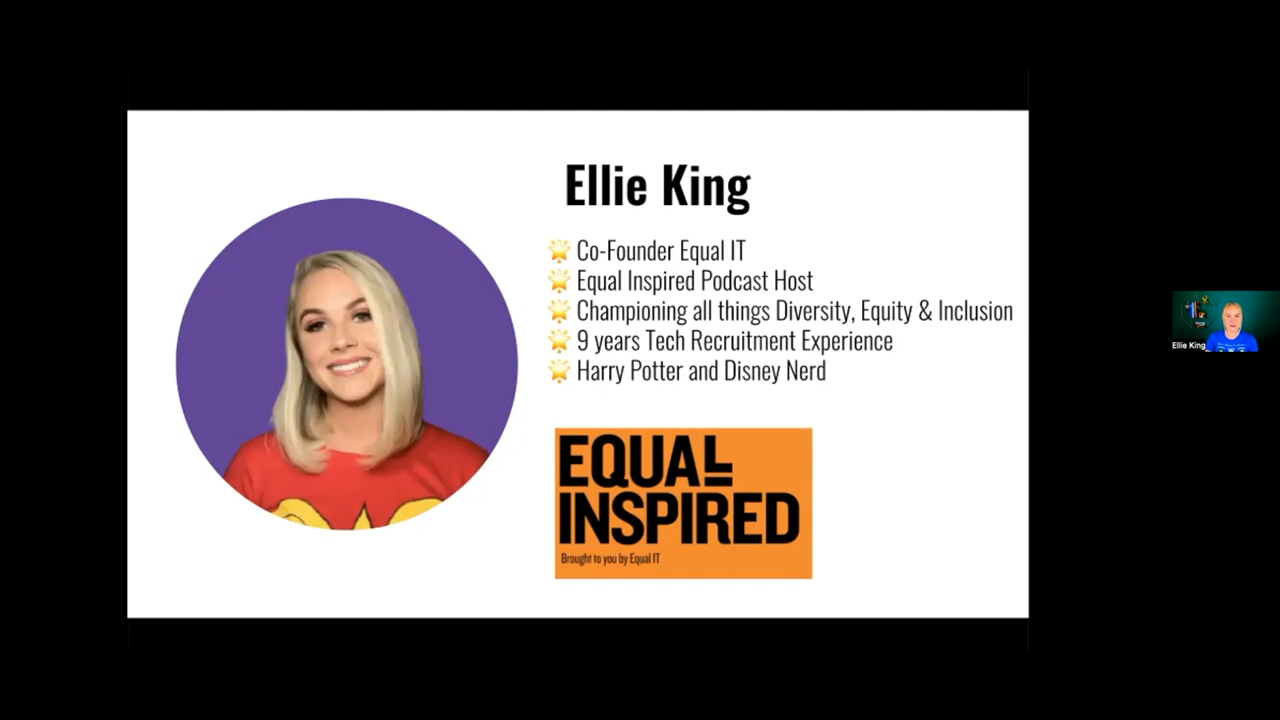 Ellie King
Co-Founder Equal IT
Equal Inspired Podcast Host
Championing all things Diversity, Equity & Inclusion
9 years Tech Recruitment Experience
Harry Potter and Disney Nerd
EQUAL
INSPIRED
Brought to you by Equal IT
Ellie King